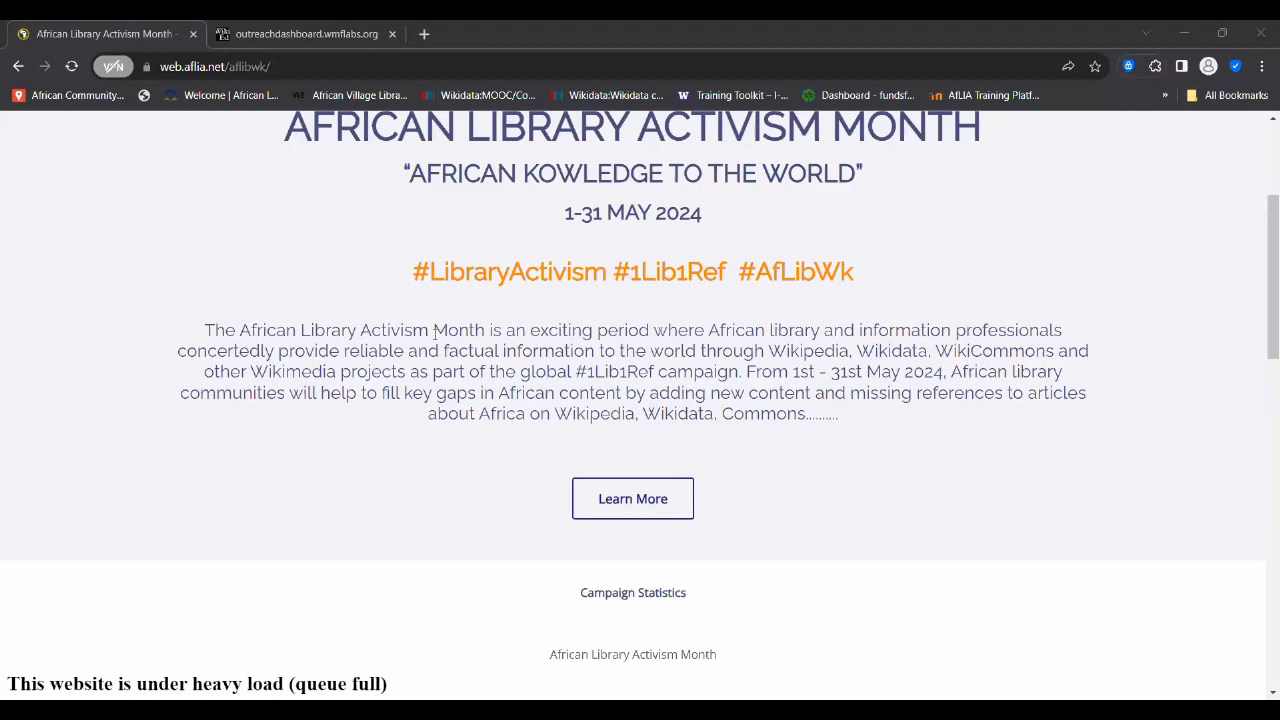 African Library Activism Month -
outreachdashboard.wmflabs.org
web.aflia.net/aflibwk/
African Community...
Welcome | African L...
African Village Libra...
Wikidata:MOOC/Co...
Wikidata:Wikidata c...
Training Toolkit – I-...
Dashboard - fundsf...
AfLIA Training Platf...
»
All Bookmarks
AFRICAN LIBRARY ACTIVISM MONTH
“AFRICAN KOWLEDGE TO THE WORLD”
1-31 MAY 2024
#LibraryActivism #1Lib1Ref #AfLibWk
The African Library Activism Month is an exciting period where African library and information professionals
concertedly provide reliable and factual information to the world through Wikipedia, Wikidata, WikiCommons and
other Wikimedia projects as part of the global #1Lib1Ref campaign. From 1st - 31st May 2024, African library
communities will help to fill key gaps in African content by adding new content and missing references to articles
about Africa on Wikipedia, Wikidata, Commons..........
Learn More
Campaign Statistics
African Library Activism Month
This website is under heavy load (queue full)